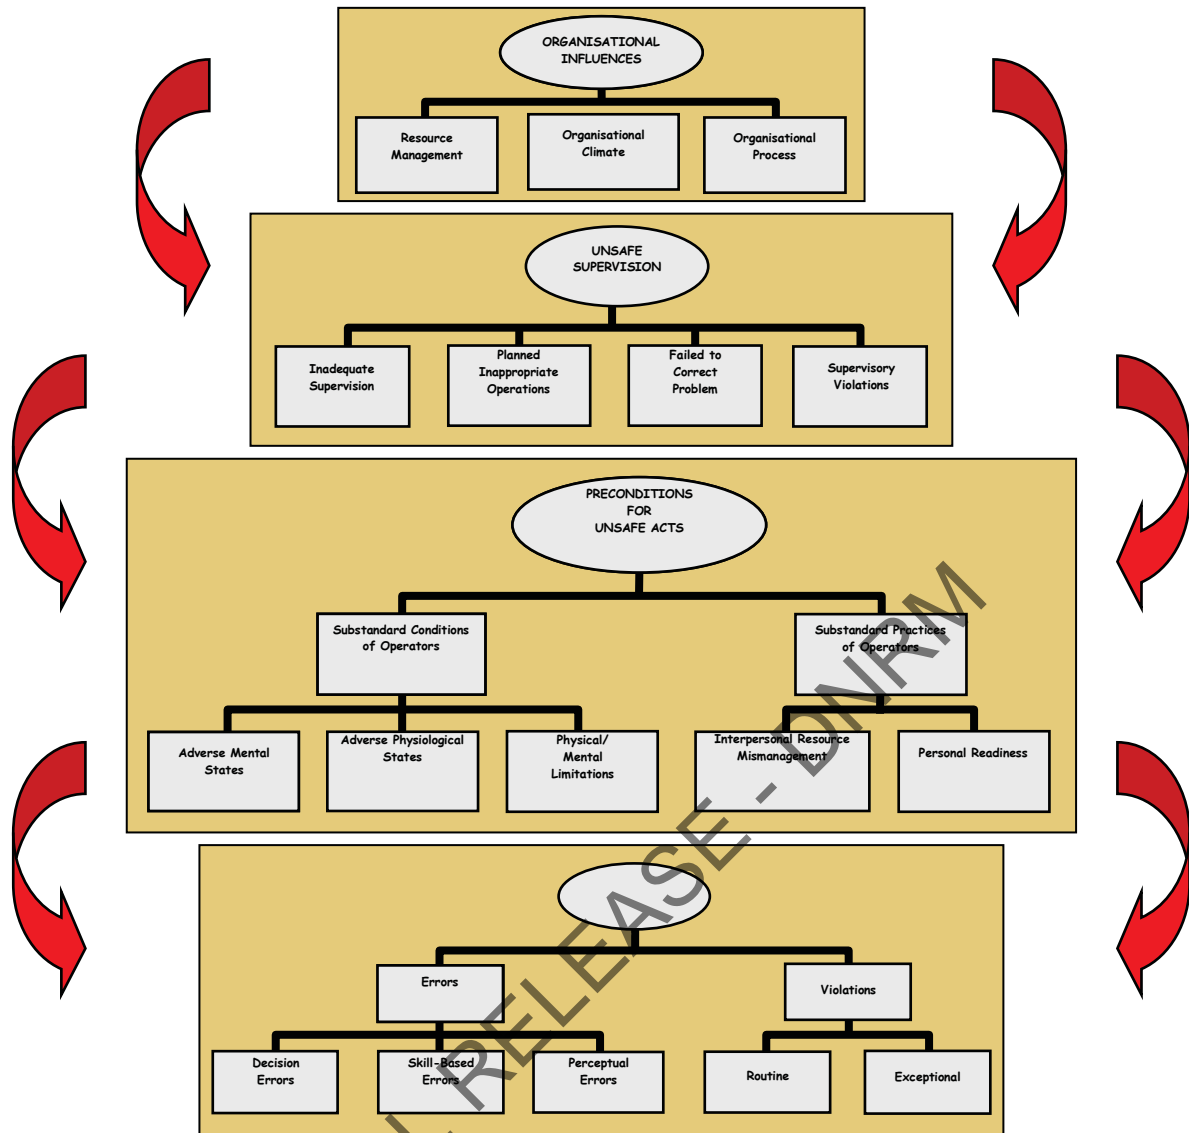 ORGANISATIONAL
INFLUENCES
Resource
Management
Organisational
Climate
Organisational
Process
UNSAFE
SUPERVISION
Inadequate
Supervision
Planned
Inappropriate
Operations
Failed to
Correct
Problem
Supervisory
Violations
PRECONDITIONS
FOR
UNSAFE ACTS
Substandard Conditions
of Operators
Substandard Practices
of Operators
Adverse Mental
States
Adverse Physiological
States
Physical/
Mental
Limitations
Interpersonal Resource
Mismanagement
Personal Readiness
Errors
Violations
Decision
Errors
Skill-Based
Errors
Perceptual
Errors
Routine
Exceptional
RELEASE - DNRM